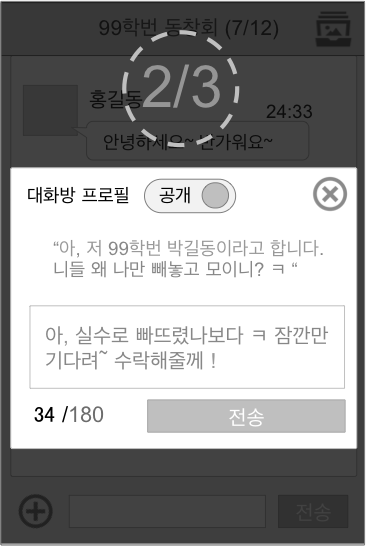 99학번 동창회 (7/12)
2/3
홍길동
24:33
안녕하세요~ 반가워요~
대화방 프로필
공개
“아, 저 99학번 박길동이라고 합니다.
니들 왜 나만 빼놓고 모이니? ㅋ “
아, 실수로 빠뜨렸나보다 ㅋ 잠깐만
기다려~ 수락해줄께 !
34 /180
전송
전송